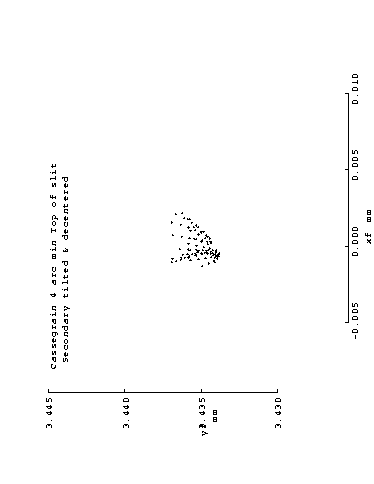 Cassegrain 4 arc min Top of slit
Secondary tilted & decentered
0.010
0.005
0.000
-0.005
xf mm
3.445
3.440
3.435
3.430
mm